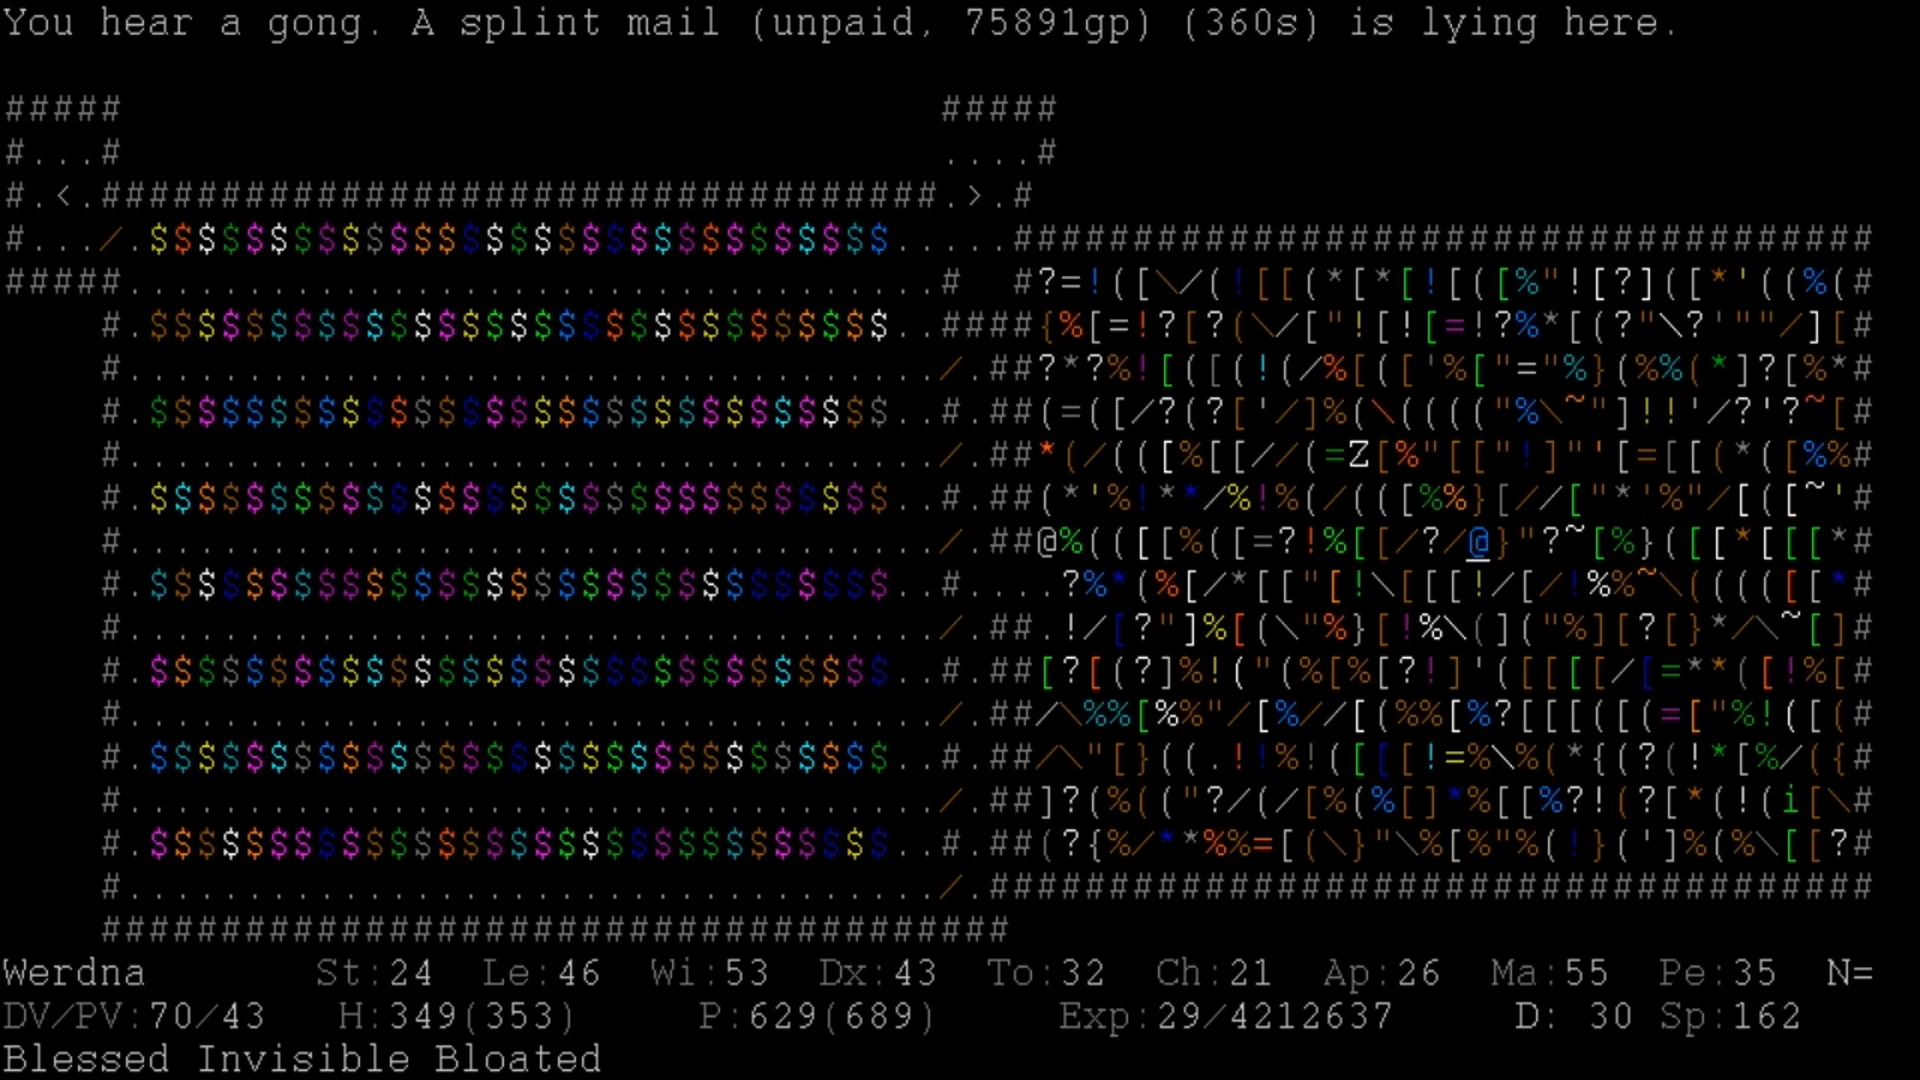 You hear a gong. A splint mail (unpaid, 75891gp) (360s) is lying here.
Werdna St:24 Le:46 Wi:53 Dx:43 To:32 Ch:21 Ap:26 Ma:55 Pe:35 N=
DV/PV:70/43 H:349(353) P:629(689) Exp:29/4212637 D: 30 Sp:162
Blessed Invisible Bloated